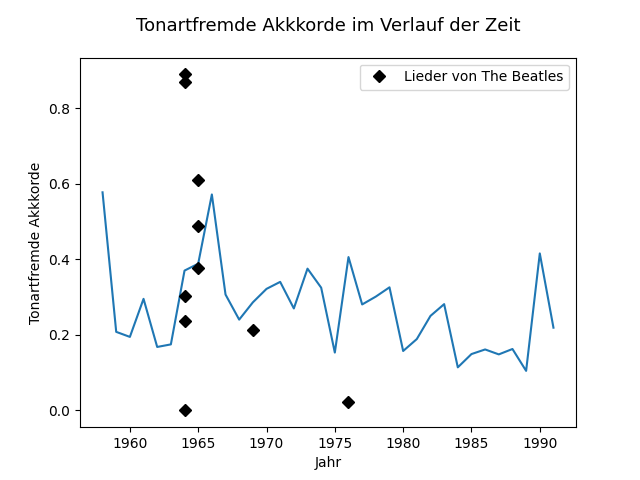 Tonartfremde Akkkorde im Verlauf der Zeit
Lieder von The Beatles
Tonartfremde Akkkorde
0.8
0.6
0.4
0.2
0.0
1960 1965 1970 1975 1980 1985 1990
Jahr